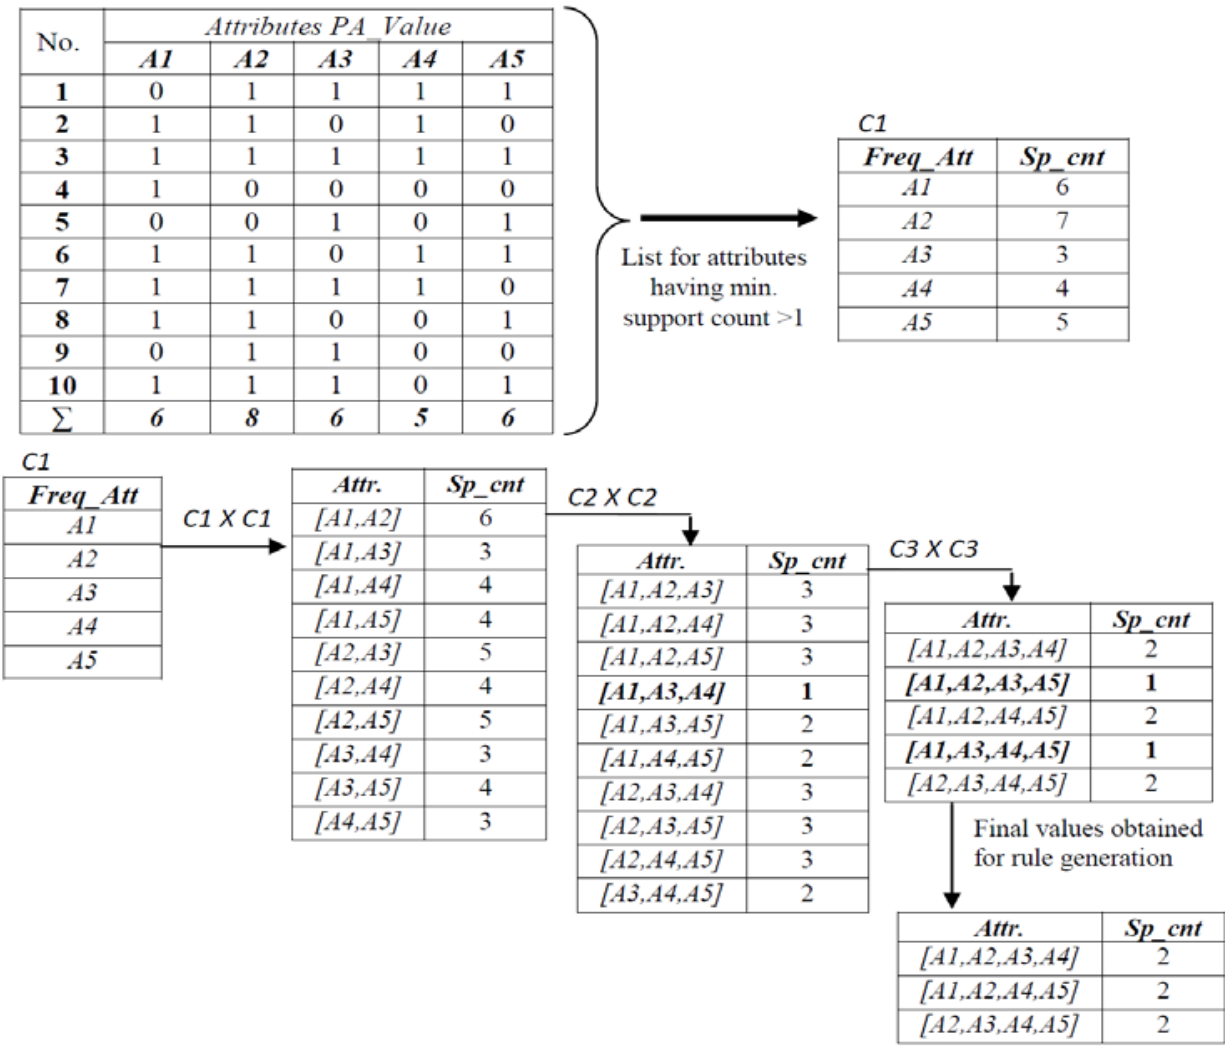 No. Attributes PA_Value
A1 A2 A3 A4 A5
1 0 1 1 1 1
2 1 1 0 1 0
3 1 1 1 1 1
4 1 0 0 0 0
5 0 0 1 0 1
6 1 1 0 1 1
7 1 1 1 1 0
8 1 1 0 0 1
9 0 1 1 0 0
10 1 1 1 0 1
∑ 6 8 6 5 6
List for attributes
having min.
support count >1
C1
Freq_Att Sp_cnt
A1 6
A2 7
A3 3
A4 4
A5 5
C1
Freq_Att
A1
A2
A3
A4
A5
C1 X C1
Attr. Sp_cnt
[A1,A2] 6
[A1,A3] 3
[A1,A4] 4
[A1,A5] 4
[A2,A3] 5
[A2,A4] 4
[A2,A5] 5
[A3,A4] 3
[A3,A5] 4
[A4,A5] 3
C2 X C2
Attr. Sp_cnt
[A1,A2,A3] 3
[A1,A2,A4] 3
[A1,A2,A5] 3
[A1,A3,A4] 1
[A1,A3,A5] 2
[A1,A4,A5] 2
[A2,A3,A4] 3
[A2,A3,A5] 3
[A2,A4,A5] 3
[A3,A4,A5] 2
C3 X C3
Attr. Sp_cnt
[A1,A2,A3,A4] 2
[A1,A2,A3,A5] 1
[A1,A2,A4,A5] 2
[A1,A3,A4,A5] 1
[A2,A3,A4,A5] 2
Final values obtained
for rule generation
Attr. Sp_cnt
[A1,A2,A3,A4] 2
[A1,A2,A4,A5] 2
[A2,A3,A4,A5] 2